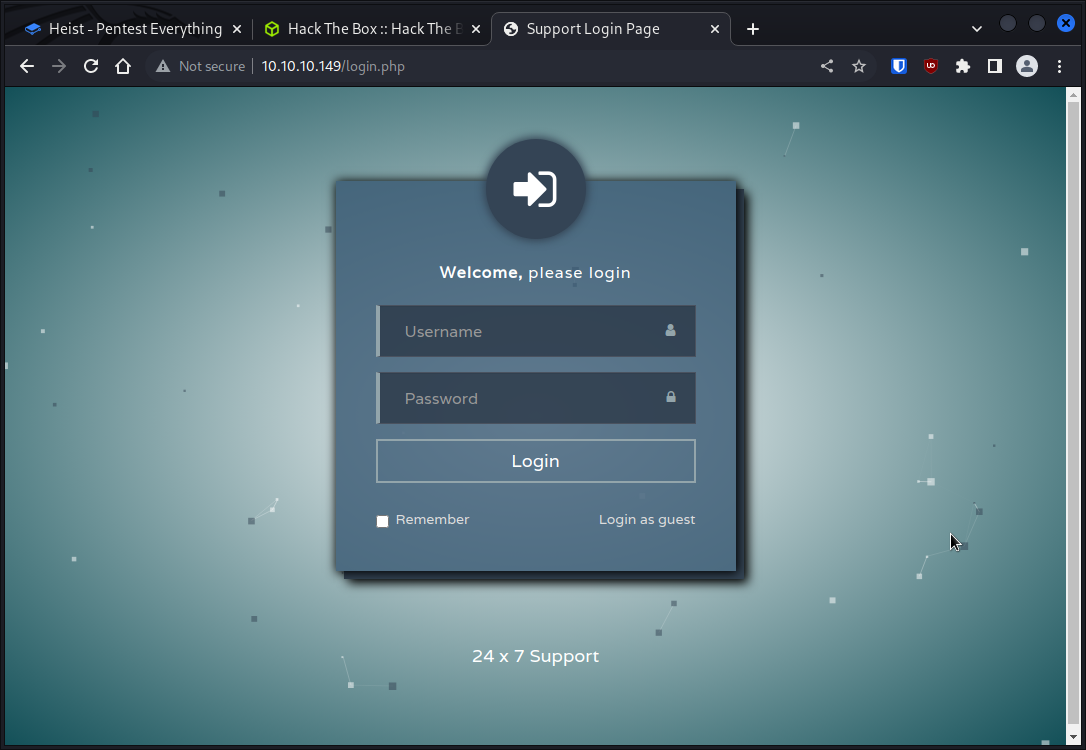 Heist - Pentest Everything
Hack The Box :: Hack The
Support Login Page
Not secure
10.10.10.149/login.php
UD
Welcome, please login
Username
Password
Login
Remember
Login as guest
24 x 7 Support